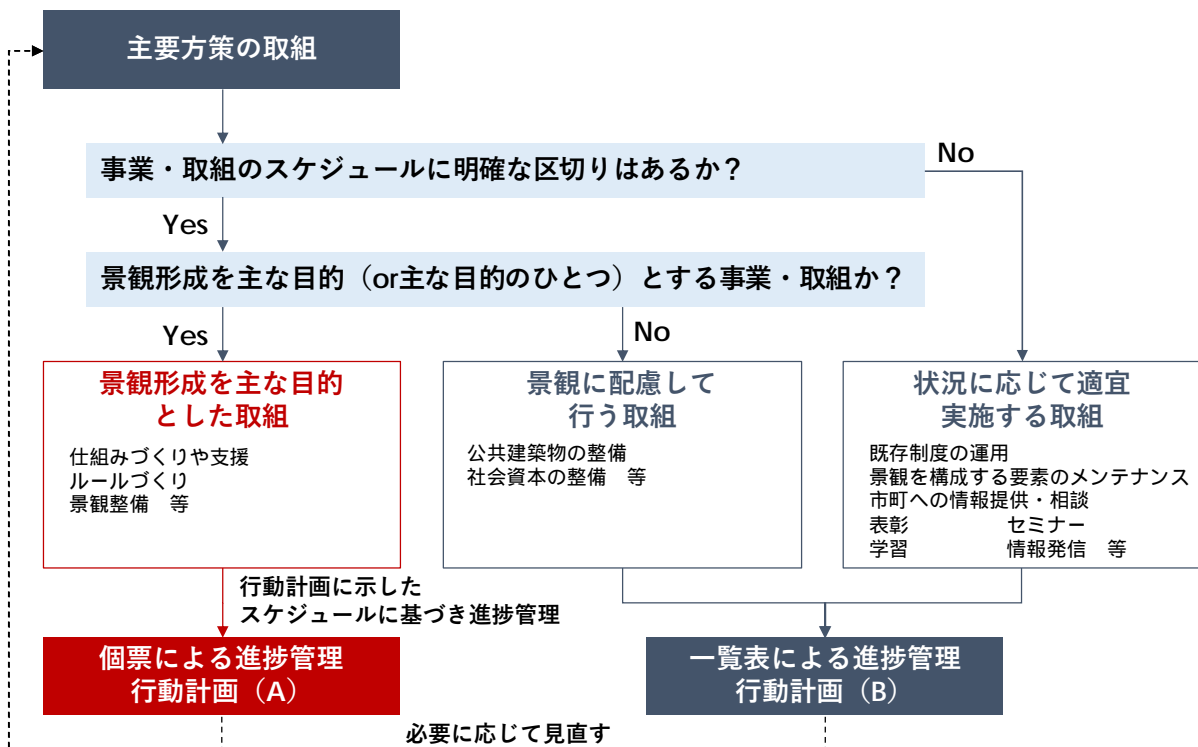 主要方策の取組
事業・取組のスケジュールに明確な区切りはあるか？
No
Yes
景観形成を主な目的（or主な目的のひとつ）とする事業・取組か？
Yes
No
景観形成を主な目的
とした取組
仕組みづくりや支援
ルールづくり
景観整備　等
景観に配慮して
行う取組
公共建築物の整備
社会資本の整備　等
状況に応じて適宜
実施する取組
既存制度の運用
景観を構成する要素のメンテナンス
市町への情報提供・相談
表彰　　　　　セミナー
学習　　　　　情報発信　等
行動計画に示した
スケジュールに基づき進捗管理
個票による進捗管理
行動計画（A）
一覧表による進捗管理
行動計画（B）
必要に応じて見直す